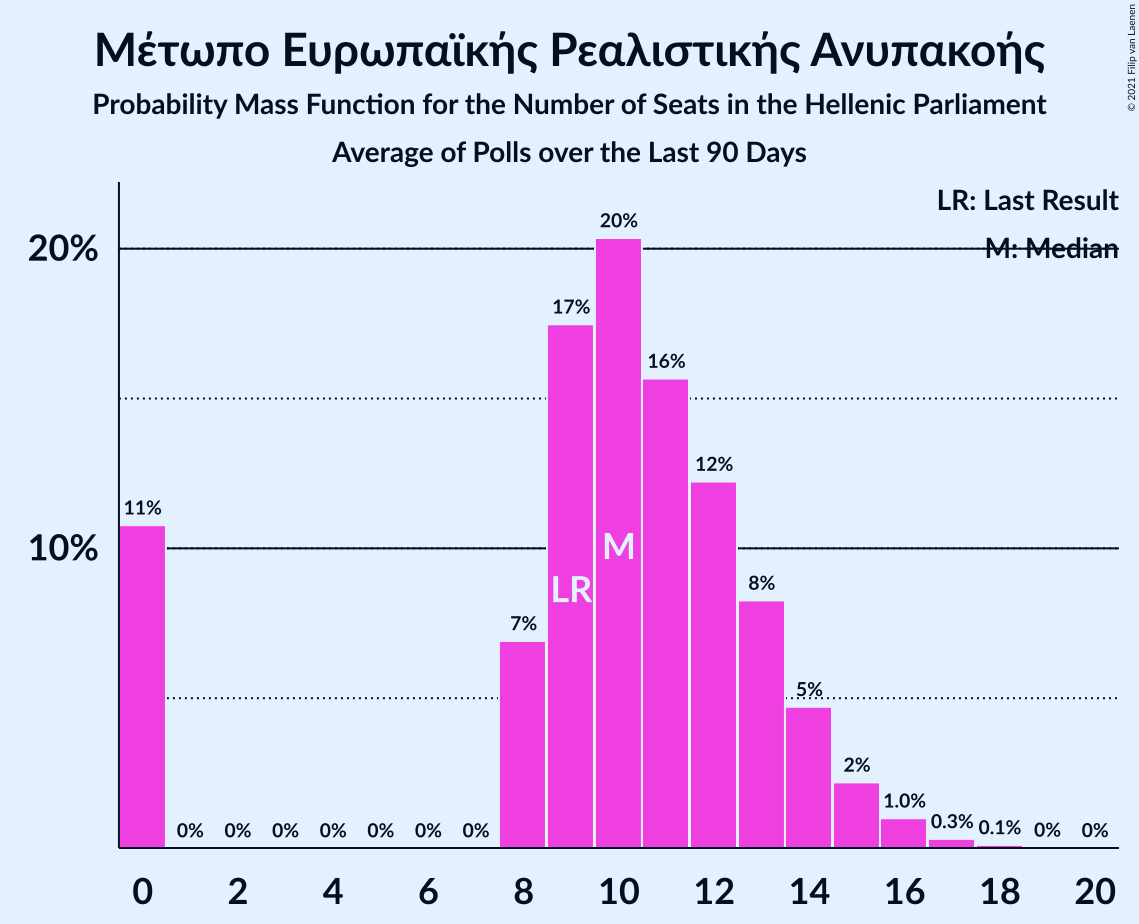 Μέτωπο Ευρωπαϊκής Ρεαλιστικής Ανυπακοής
Probability Mass Function for the Number of Seats in the Hellenic Parliament
Average of Polls over the Last 90 Days
© 2021 Filip van Laenen
LR: Last Result
M: Median
20%
10%
11%
0%
0%
0%
0%
0%
0%
0%
7%
17%
20%
16%
12%
8%
5%
2%
1.0%
0.3%
0.1%
0%
0%
LR
M
0 2 4 6 8 10 12 14 16 18 20